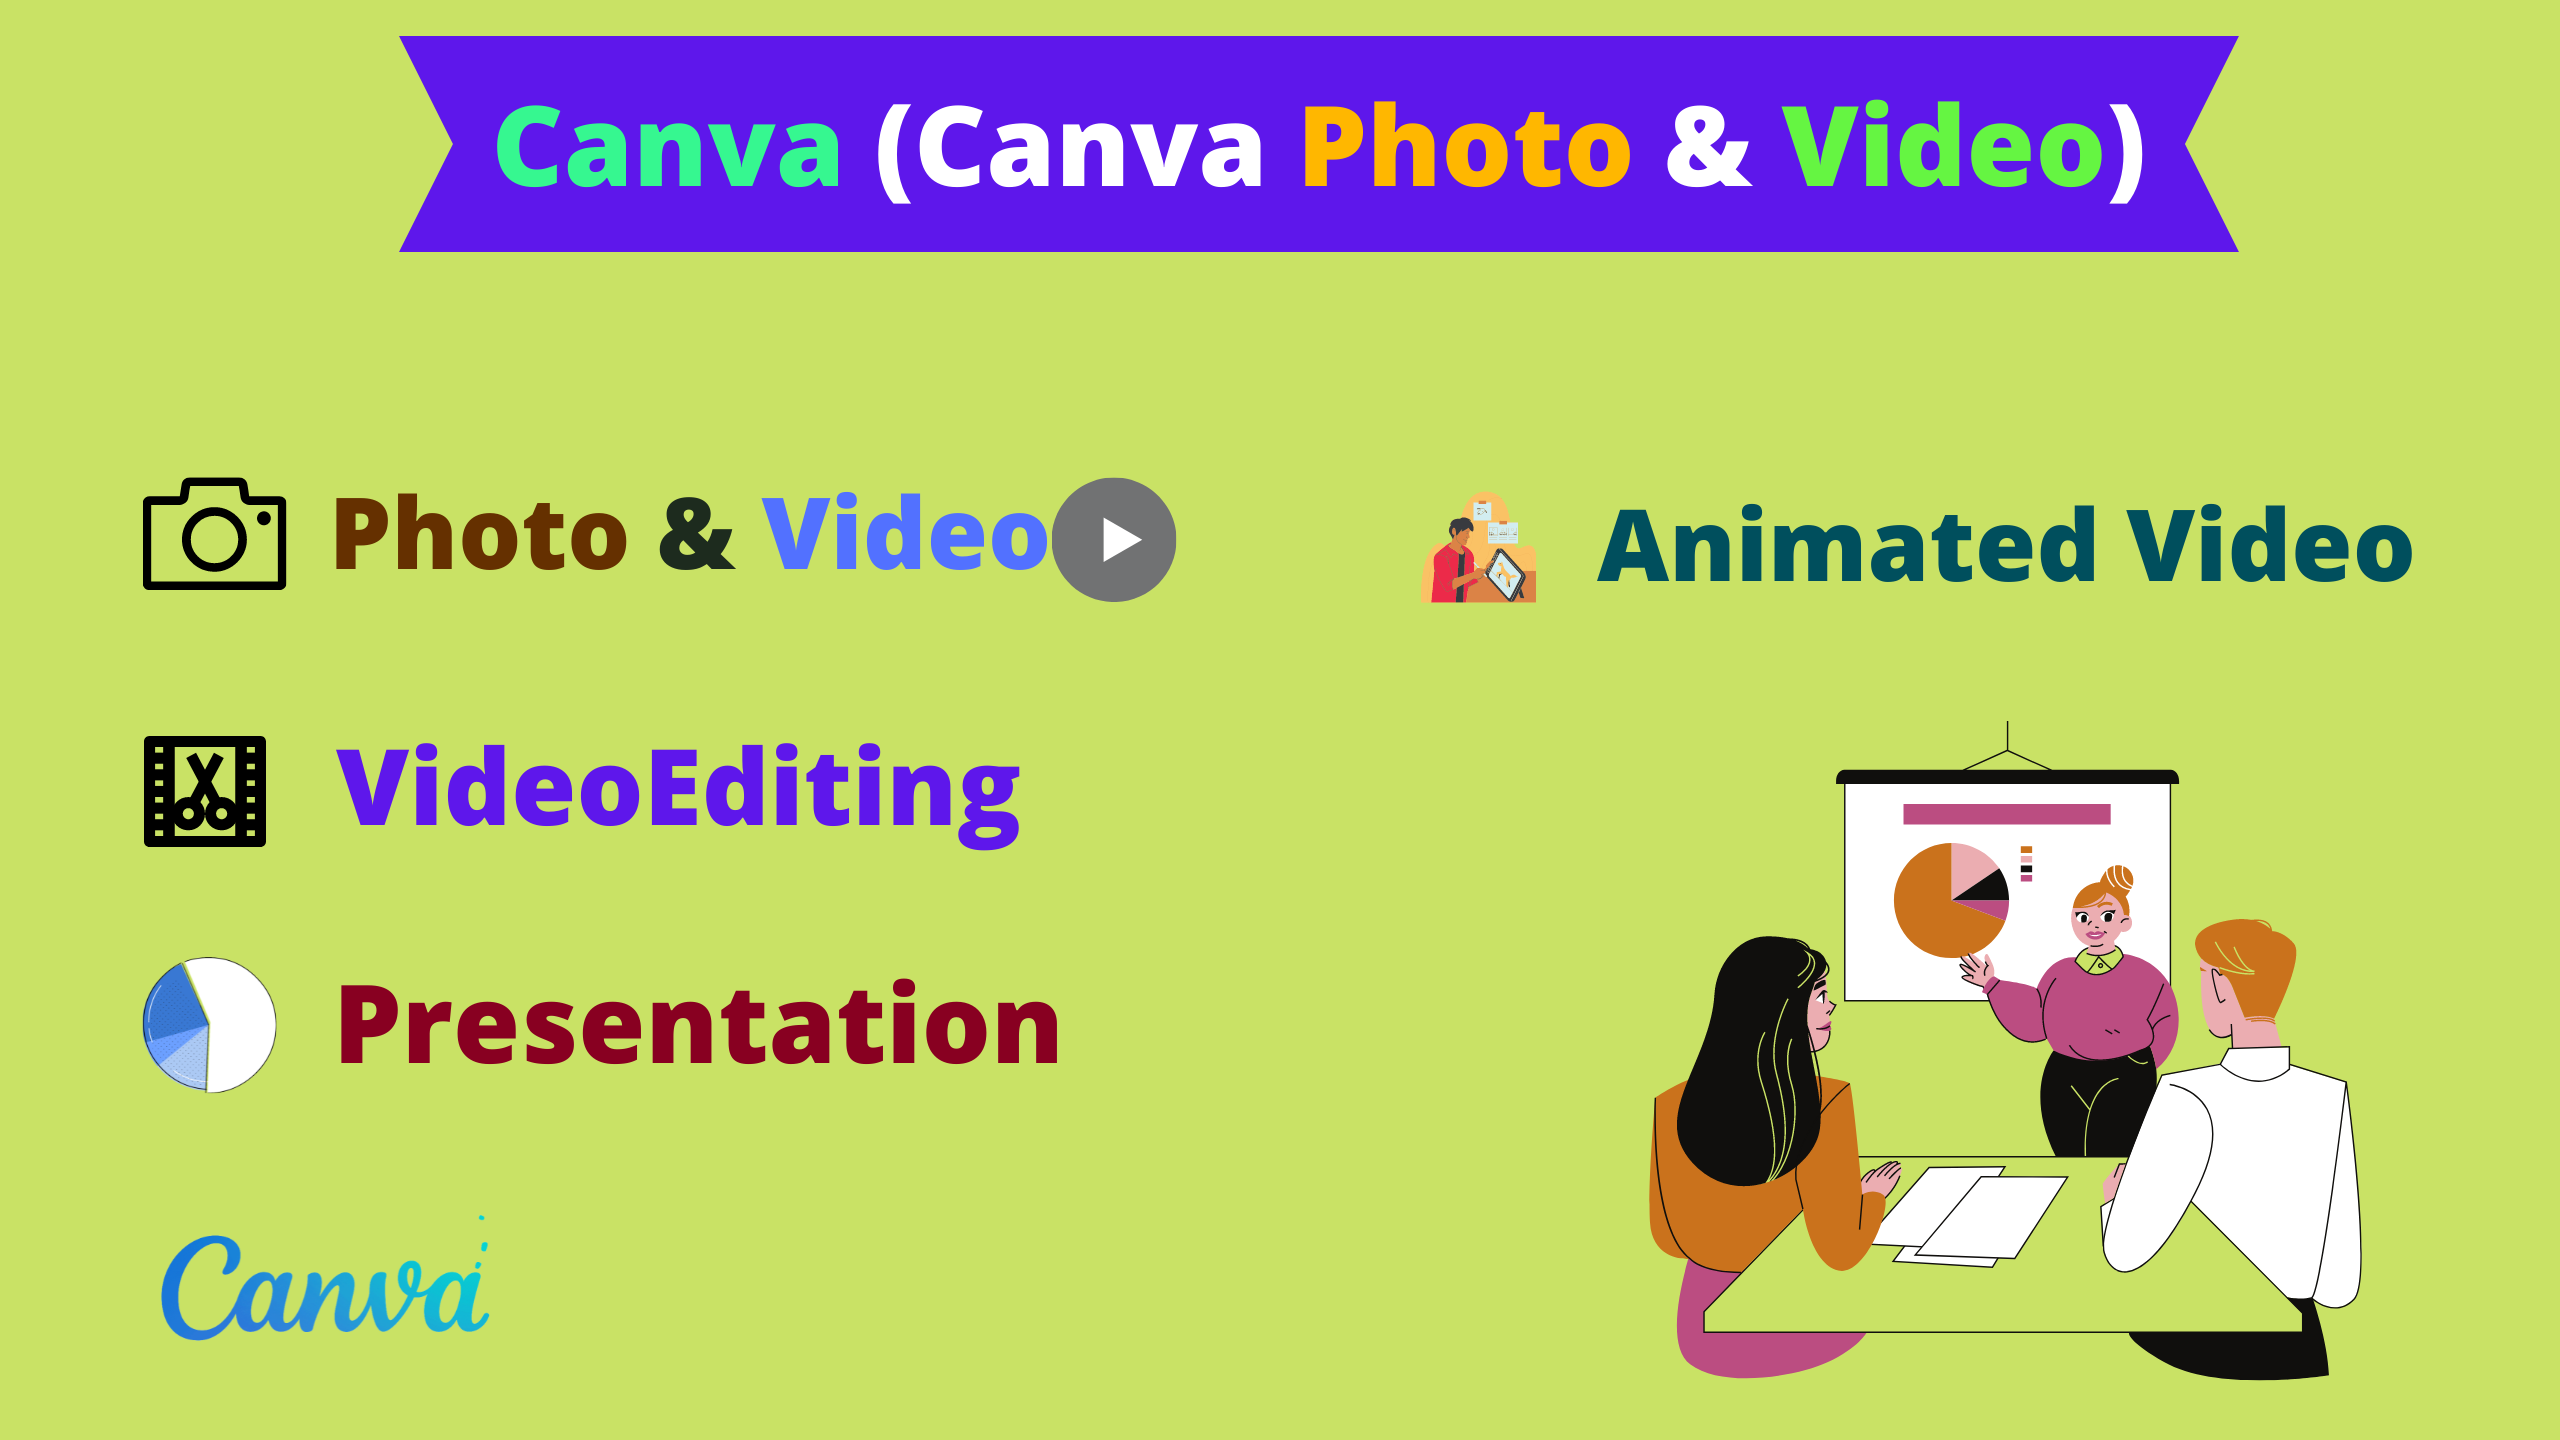 Canva (Canva Photo & Video)
Photo & Video
Animated Video
VideoEditing
Presentation
Canva